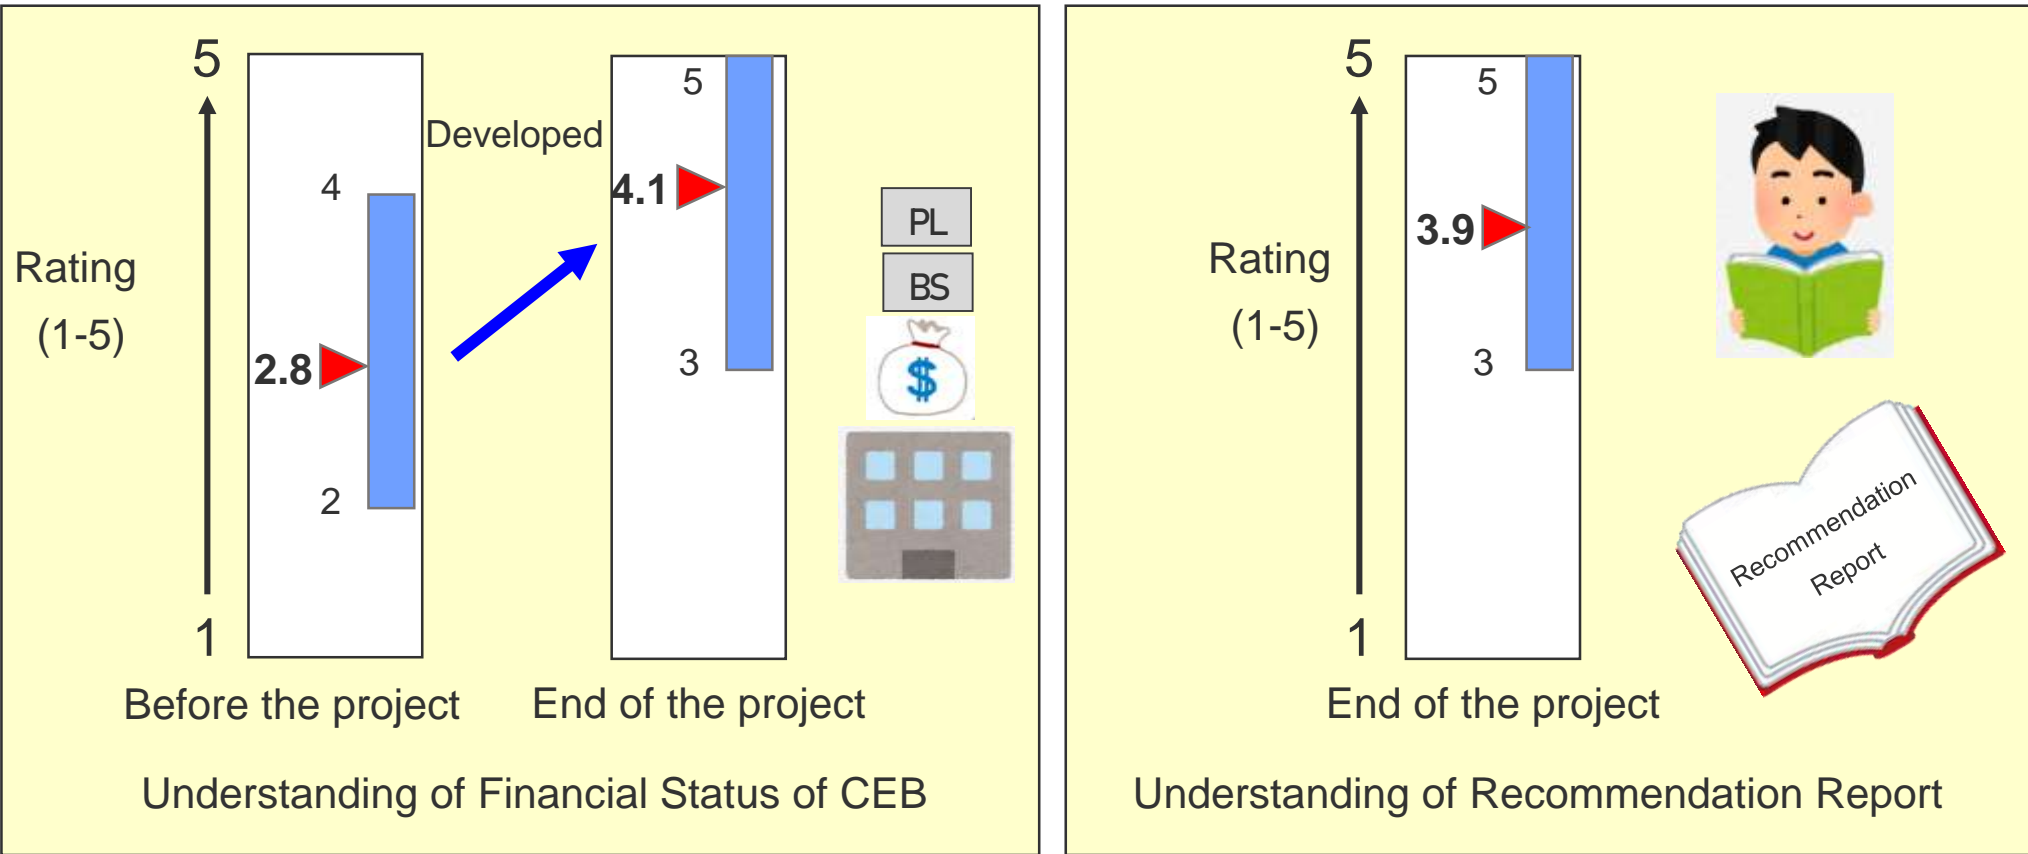 5
Rating
(1-5)
1
4
2.8
2
Before the project
Developed
5
4.1
3
End of the project
PL
BS
$
Understanding of Financial Status of CEB
5
Rating
(1-5)
1
5
3.9
3
End of the project
Recommendation
Report
Understanding of Recommendation Report